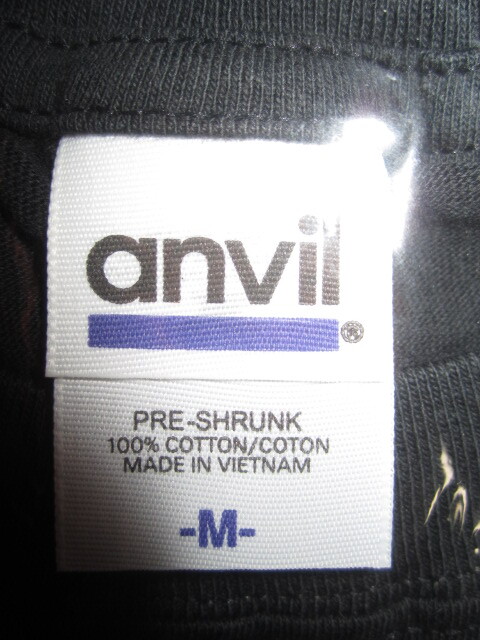 anvil®
PRE-SHRUNK
100% COTTON/COTON
MADE IN VIETNAM
-M-